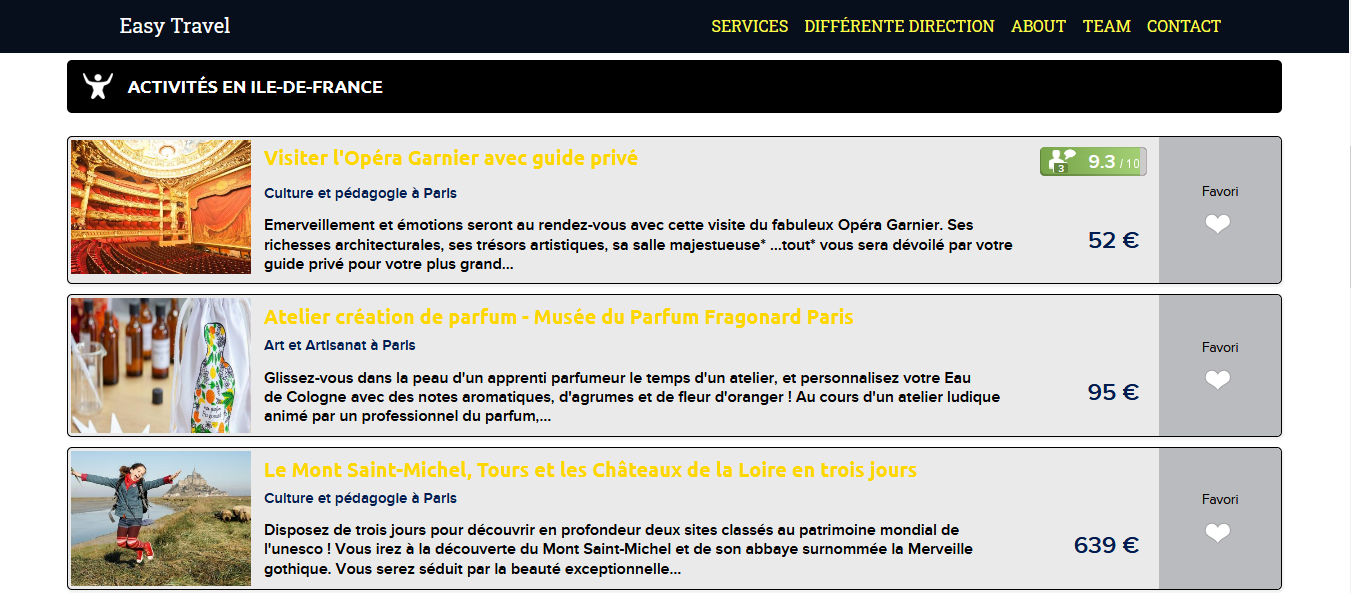 Easy Travel
SERVICES DIFFÉRENTE DIRECTION ABOUT TEAM CONTACT
ACTIVITÉS EN ILE-DE-FRANCE
Visiter l'Opéra Garnier avec guide privé
3 9.3 / 10
Culture et pédagogie à Paris
Favori
Emerveillement et émotions seront au rendez-vous avec cette visite du fabuleux Opéra Garnier. Ses
richesses architecturales, ses trésors artistiques, sa salle majestueuse* ...tout* vous sera dévoilé par votre
guide privé pour votre plus grand...
52 €
Atelier création de parfum - Musée du Parfum Fragonard Paris
Art et Artisanat à Paris
Favori
Glissez-vous dans la peau d'un apprenti parfumeur le temps d'un atelier, et personnalisez votre Eau
de Cologne avec des notes aromatiques, d'agrumes et de fleur d'oranger ! Au cours d'un atelier ludique
animé par un professionnel du parfum,...
95 €
Le Mont Saint-Michel, Tours et les Châteaux de la Loire en trois jours
Culture et pédagogie à Paris
Favori
Disposez de trois jours pour découvrir en profondeur deux sites classés au patrimoine mondial de
l'unesco ! Vous irez à la découverte du Mont Saint-Michel et de son abbaye surnommée la Merveille
gothique. Vous serez séduit par la beauté exceptionnelle...
639 €